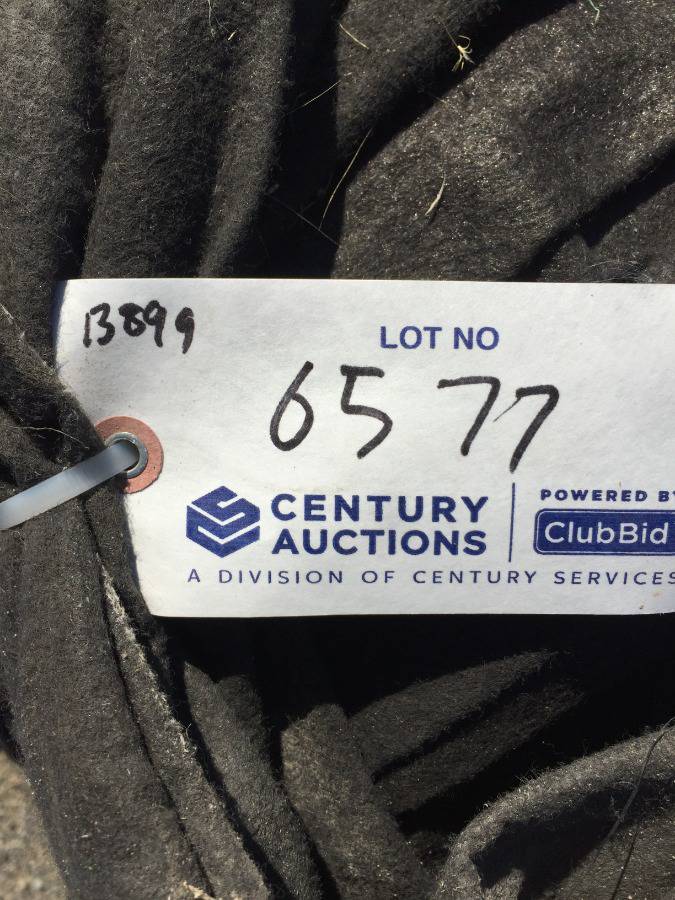 13899
LOT NO
6577
CENTURY
AUCTIONS
POWERED BY
ClubBid
A DIVISION OF CENTURY SERVICES